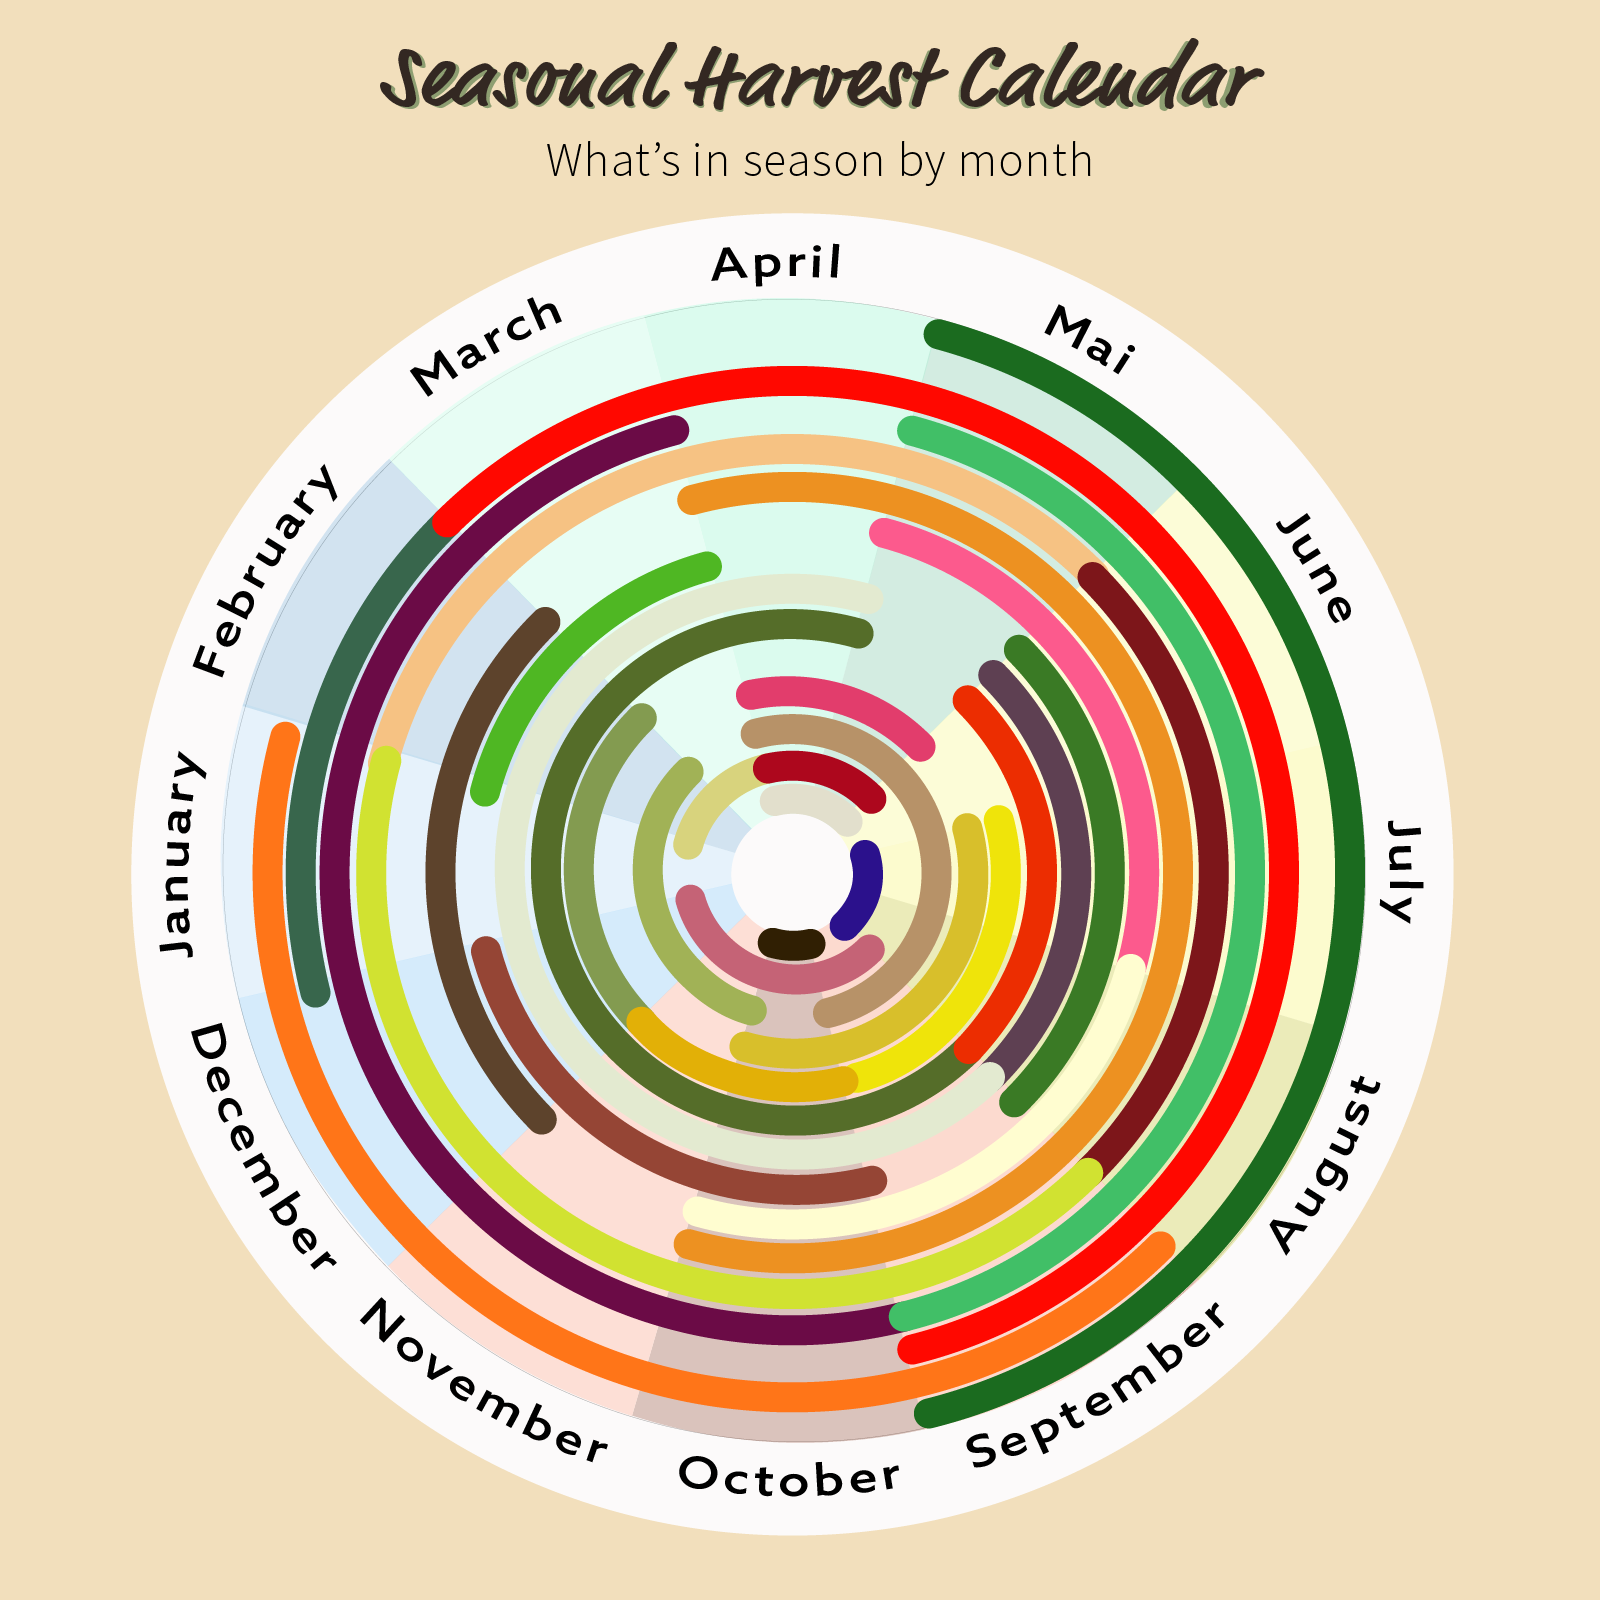 Seasonal Harvest Calendar
What's in season by month
January
February
March
April
Mai
June
July
August
September
October
November
December